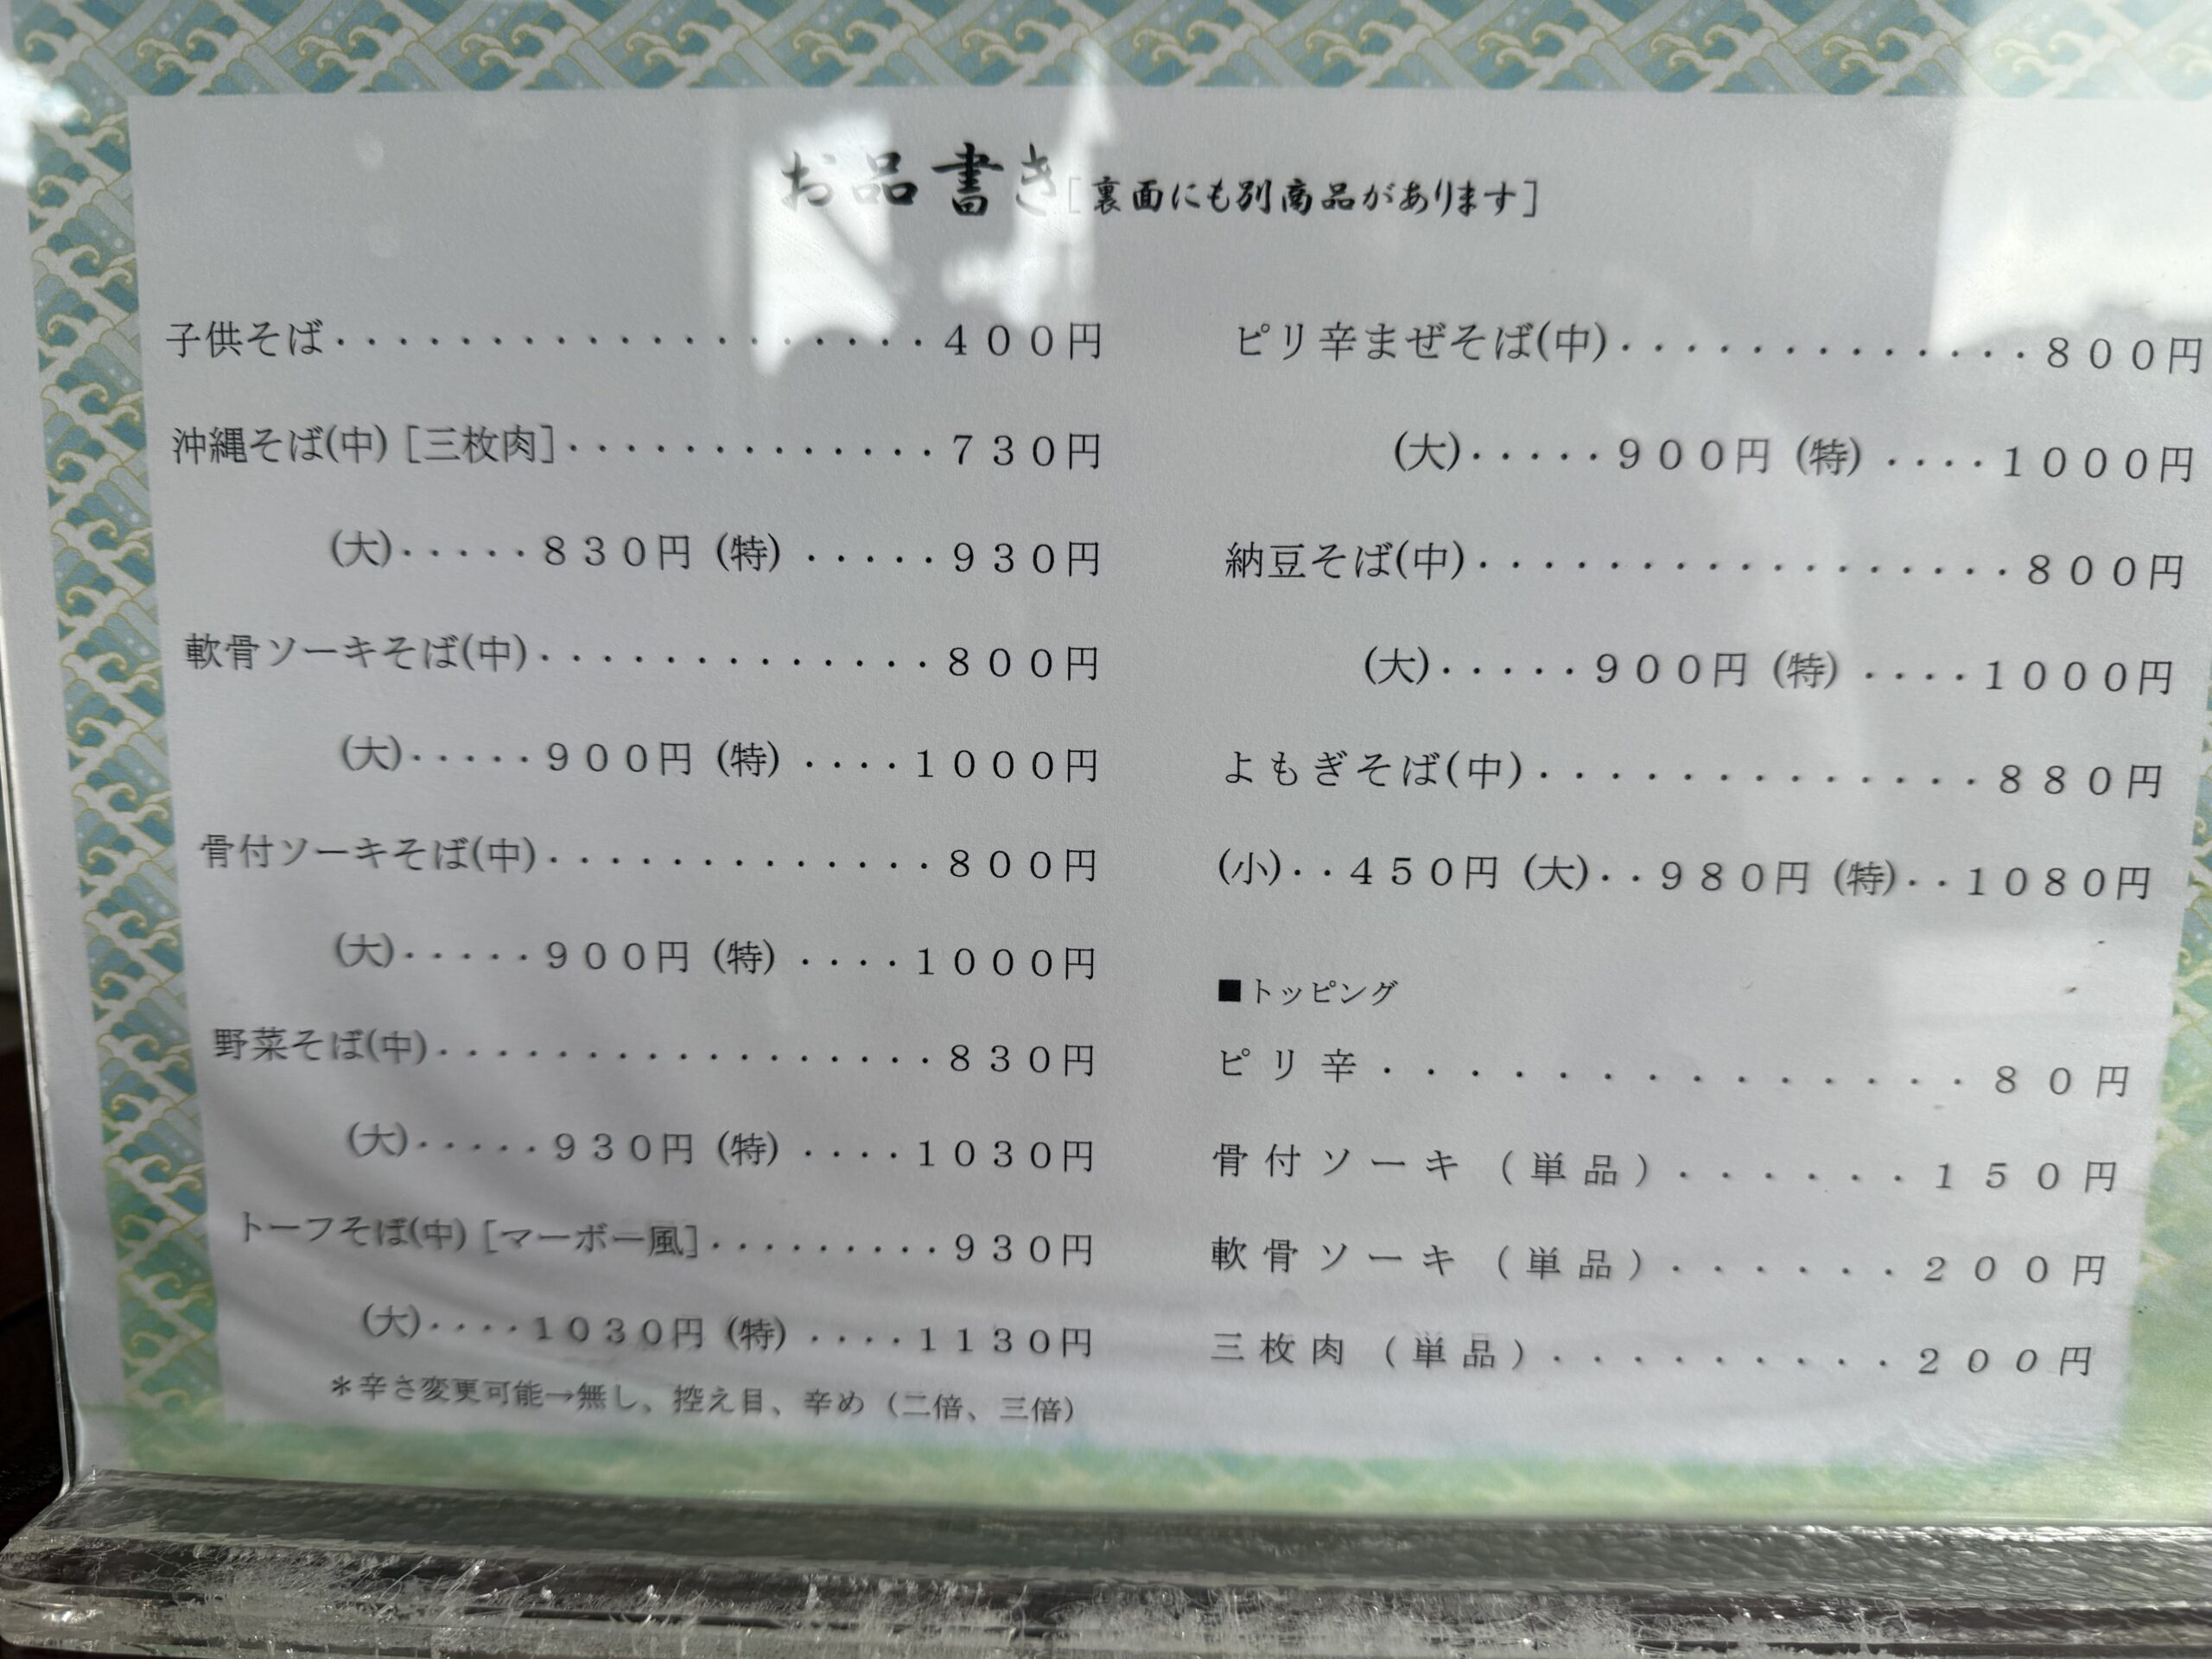 お品書き[裏面にも別商品があります]
子供そば・・・・・・・・・・・・・・・・・・４００円
沖縄そば(中)[三枚肉]・・・・・・・・・・・・７３０円
(大)・・・・・８３０円 (特)・・・・・９３０円
軟骨ソーキそば(中)・・・・・・・・・・・・・８００円
(大)・・・・・９００円 (特)・・・・１０００円
骨付ソーキそば(中)・・・・・・・・・・・・・８００円
(大)・・・・・９００円 (特)・・・・１０００円
野菜そば(中)・・・・・・・・・・・・・・・・８３０円
(大)・・・・・９３０円 (特)・・・・１０３０円
トーフそば(中)[マーボー風]・・・・・・・・・９３０円
(大)・・・・１０３０円 (特)・・・・１１３０円
＊辛さ変更可能→無し、控え目、辛め（二倍、三倍）
ピリ辛まぜそば(中)・・・・・・・・・・・・・８００円
(大)・・・・・９００円 (特)・・・・１０００円
納豆そば(中)・・・・・・・・・・・・・・・・８００円
(大)・・・・・９００円 (特)・・・・１０００円
よもぎそば(中)・・・・・・・・・・・・・８８０円
(小)・・４５０円 (大)・・９８０円 (特)・・１０８０円
■トッピング
ピリ辛・・・・・・・・・・・・・・・・８０円
骨付ソーキ（単品）・・・・・・・１５０円
軟骨ソーキ（単品）・・・・・・・２００円
三枚肉（単品）・・・・・・・・・・２００円